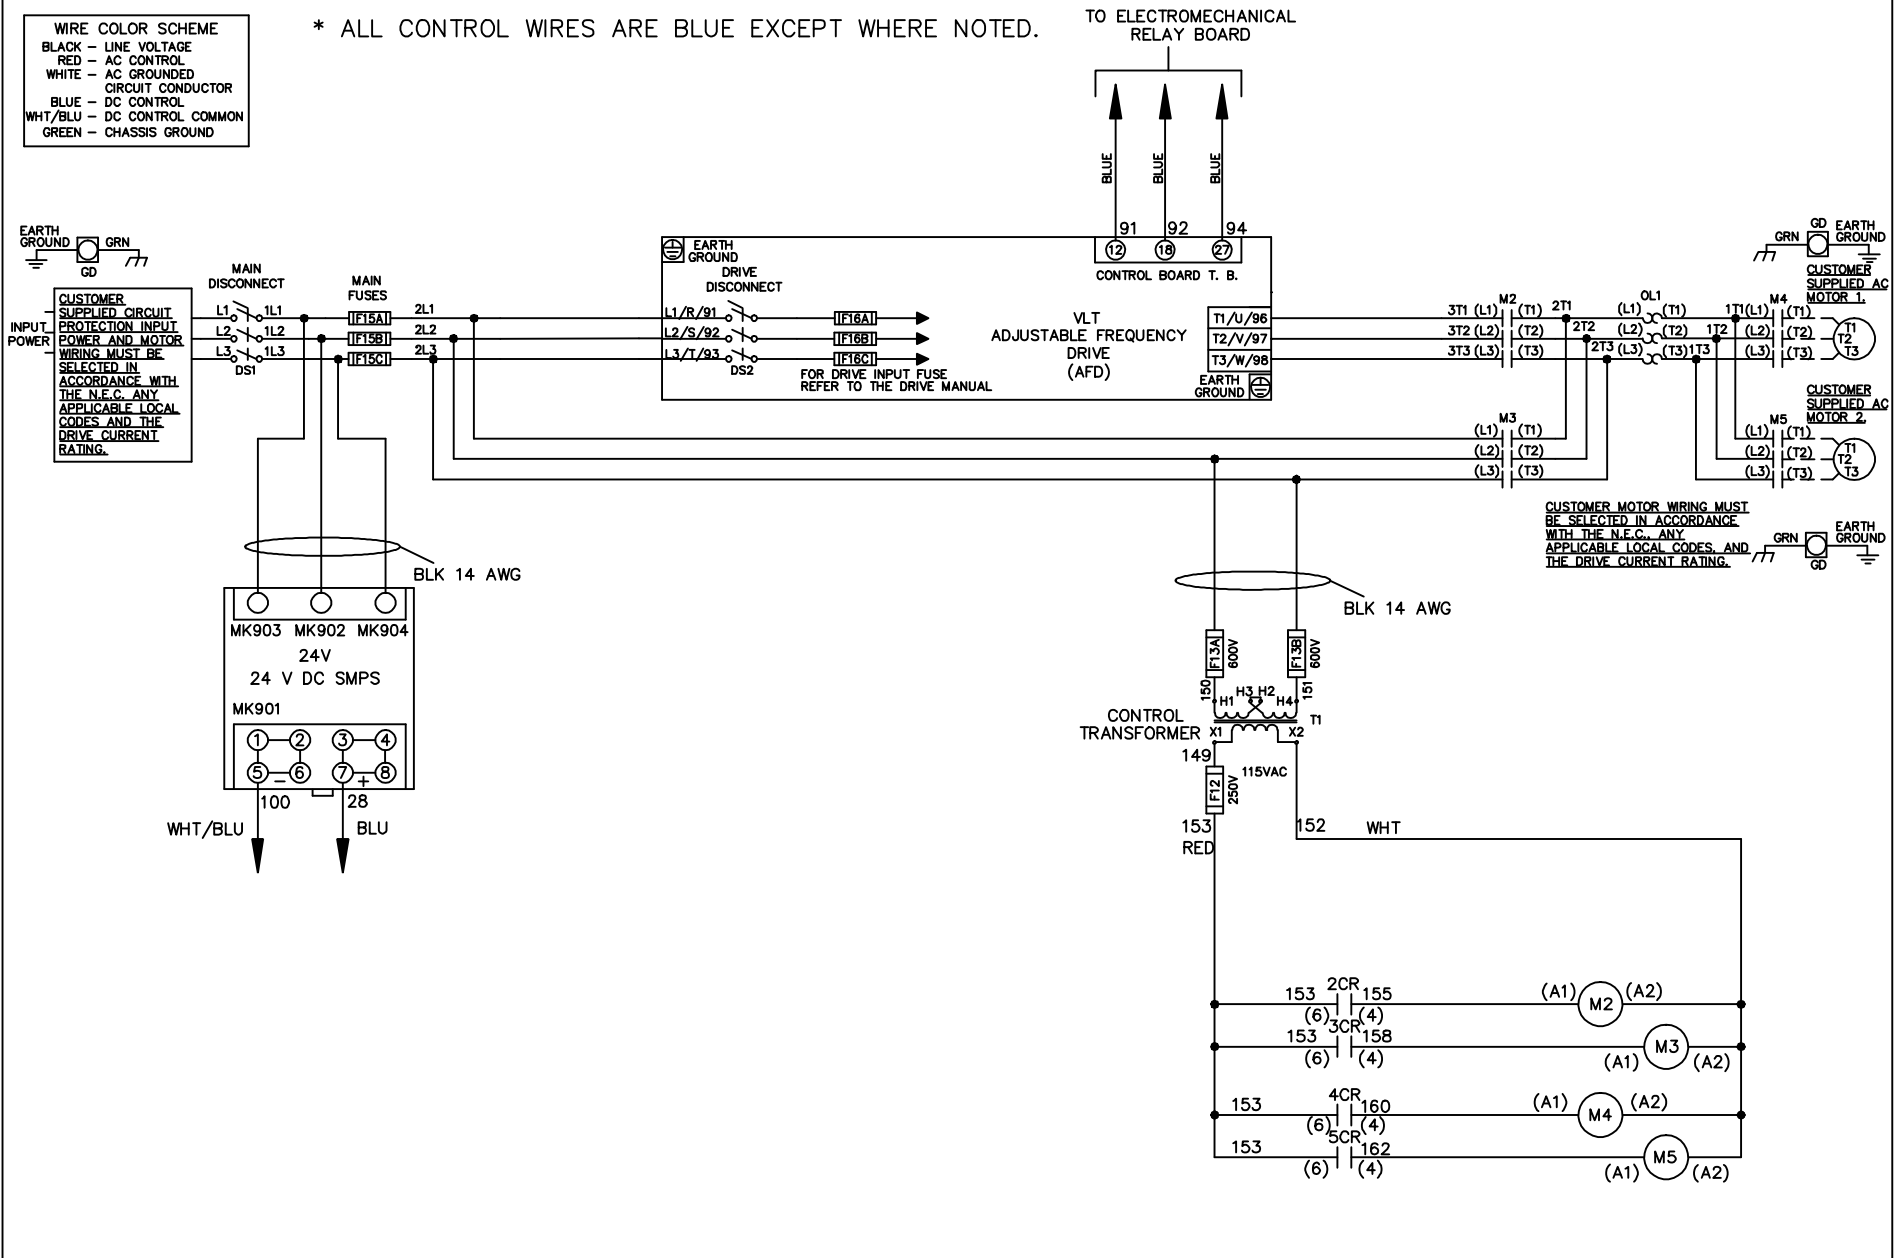 WIRE COLOR SCHEME
BLACK – LINE VOLTAGE
RED – AC CONTROL
WHITE – AC GROUNDED
CIRCUIT CONDUCTOR
BLUE – DC CONTROL
WHT/BLU – DC CONTROL COMMON
GREEN – CHASSIS GROUND
* ALL CONTROL WIRES ARE BLUE EXCEPT WHERE NOTED.
TO ELECTROMECHANICAL
RELAY BOARD
BLUE
BLUE
BLUE
91
92
94
12
18
27
CONTROL BOARD T. B.
EARTH
GROUND
GRN
GD
INPUT
POWER
CUSTOMER
SUPPLIED CIRCUIT
PROTECTION INPUT
POWER AND MOTOR
WIRING MUST BE
SELECTED IN
ACCORDANCE WITH
THE N.E.C. ANY
APPLICABLE LOCAL
CODES AND THE
DRIVE CURRENT
RATING.
MAIN
DISCONNECT
L1 1L1
L2 1L2
L3 1L3
DS1
MAIN
FUSES
F15A
F15B
F15C
2L1
2L2
2L3
EARTH
GROUND
DRIVE
DISCONNECT
L1/R/91
L2/S/92
L3/T/93
DS2
F16A
F16B
F16C
FOR DRIVE INPUT FUSE
REFER TO THE DRIVE MANUAL
VLT
ADJUSTABLE FREQUENCY
DRIVE
(AFD)
T1/U/96
T2/V/97
T3/W/98
EARTH
GROUND
M2
3T1 (L1) (T1) 2T1
3T2 (L2) (T2) 2T2
3T3 (L3) (T3) 2T3
OL1
(L1) (T1) 1T1
(L2) (T2) 1T2
(L3) (T3) 1T3
M4
(L1) (T1)
(L2) (T2)
(L3) (T3)
T1
T2
T3
GD
GRN
EARTH
GROUND
CUSTOMER
SUPPLIED AC
MOTOR 1.
M3
(L1) (T1)
(L2) (T2)
(L3) (T3)
CUSTOMER
SUPPLIED AC
MOTOR 2.
M5
(L1) (T1)
(L2) (T2)
(L3) (T3)
T1
T2
T3
CUSTOMER MOTOR WIRING MUST
BE SELECTED IN ACCORDANCE
WITH THE N.E.C., ANY
APPLICABLE LOCAL CODES, AND
THE DRIVE CURRENT RATING.
GRN
GD
EARTH
GROUND
BLK 14 AWG
MK903 MK902 MK904
24V
24 V DC SMPS
MK901
1 2 3 4
5 – 6 7 + 8
100
28
WHT/BLU
BLU
BLK 14 AWG
F13A
600V
F13B
600V
150
151
H1 H3 H2 H4
CONTROL
TRANSFORMER
X1
X2
T1
149
115VAC
F12
250V
153
RED
152
WHT
2CR
153 155
(6) (4)
(A1) M2 (A2)
3CR
153 158
(6) (4)
(A1) M3 (A2)
4CR
153 160
(6) (4)
(A1) M4 (A2)
5CR
153 162
(6) (4)
(A1) M5 (A2)